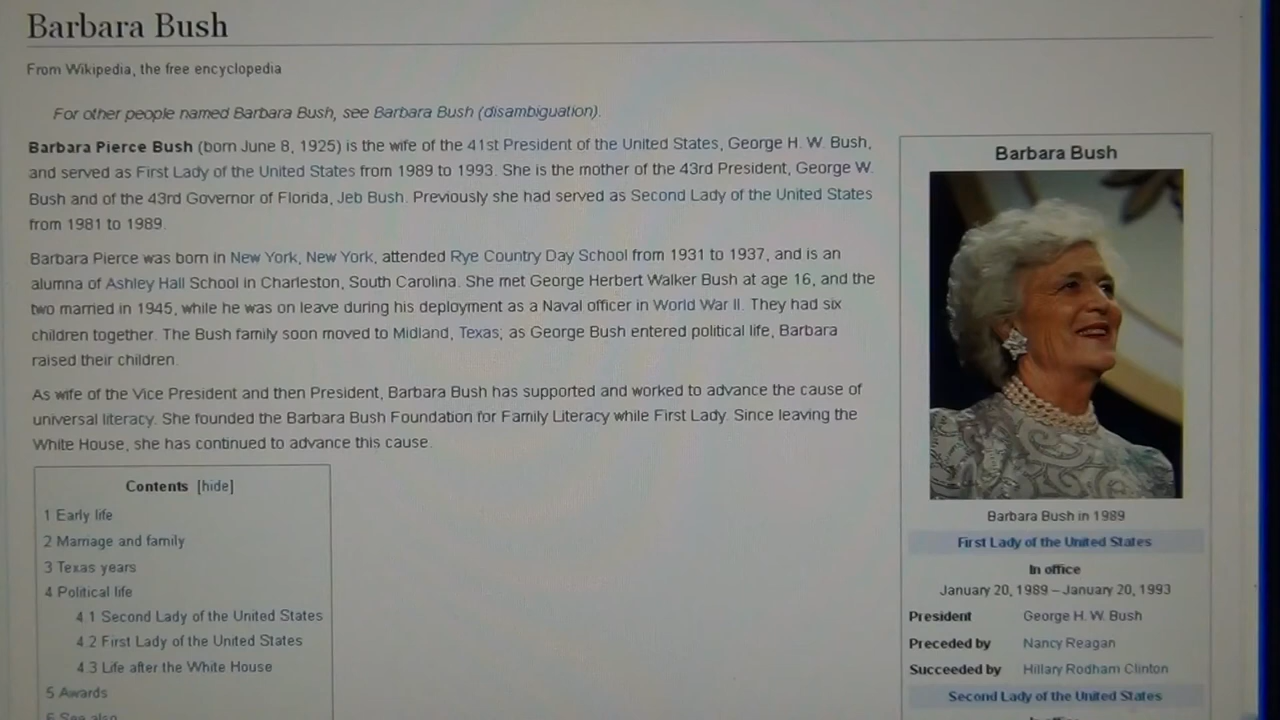 Barbara Bush
From Wikipedia, the free encyclopedia
For other people named Barbara Bush, see Barbara Bush (disambiguation).
Barbara Pierce Bush (born June 8, 1925) is the wife of the 41st President of the United States, George H. W. Bush,
and served as First Lady of the United States from 1989 to 1993. She is the mother of the 43rd President, George W.
Bush and of the 43rd Governor of Florida, Jeb Bush. Previously she had served as Second Lady of the United States
from 1981 to 1989.
Barbara Pierce was born in New York, New York, attended Rye Country Day School from 1931 to 1937, and is an
alumna of Ashley Hall School in Charleston, South Carolina. She met George Herbert Walker Bush at age 16, and the
two married in 1945, while he was on leave during his deployment as a Naval officer in World War II. They had six
children together. The Bush family soon moved to Midland, Texas; as George Bush entered political life, Barbara
raised their children.
As wife of the Vice President and then President, Barbara Bush has supported and worked to advance the cause of
universal literacy. She founded the Barbara Bush Foundation for Family Literacy while First Lady. Since leaving the
White House, she has continued to advance this cause.
Contents [hide]
1 Early life
2 Marriage and family
3 Texas years
4 Political life
4.1 Second Lady of the United States
4.2 First Lady of the United States
4.3 Life after the White House
5 Awards
6 See also
Barbara Bush
Barbara Bush in 1989
First Lady of the United States
In office
January 20, 1989 – January 20, 1993
President George H. W. Bush
Preceded by Nancy Reagan
Succeeded by Hillary Rodham Clinton
Second Lady of the United States
In office